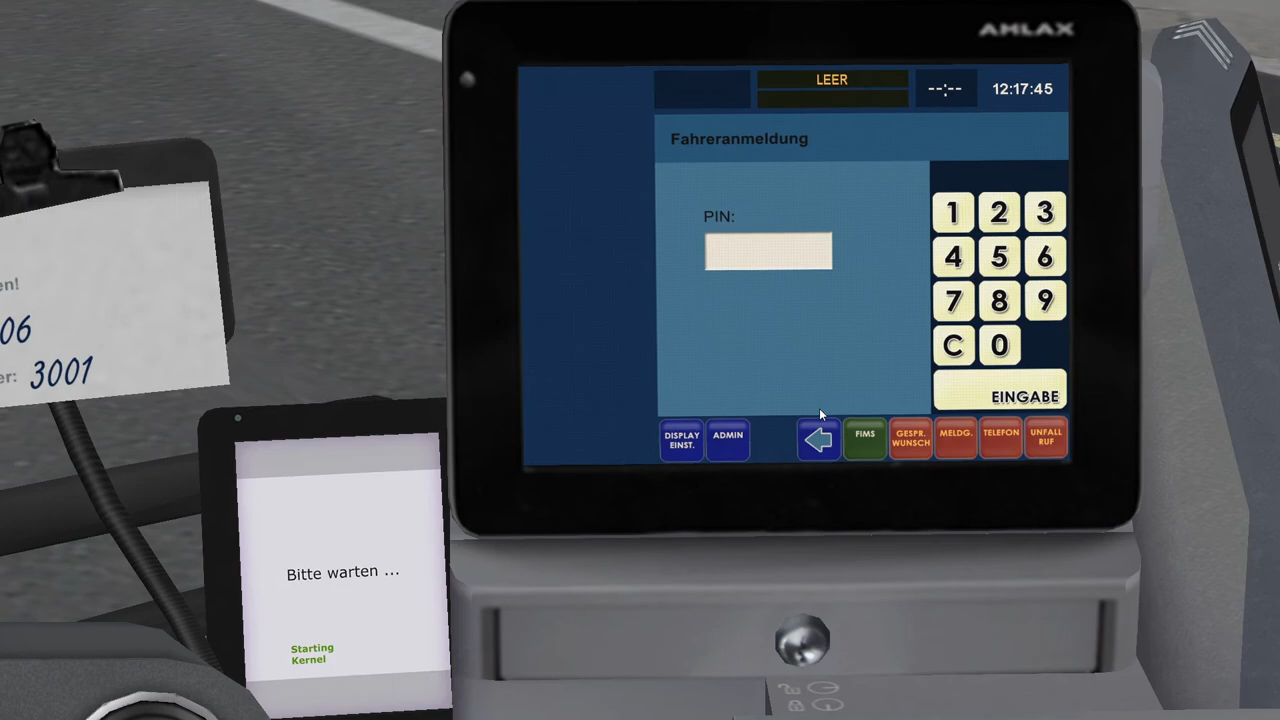 AMLAX
LEER
--:--
12:17:45
Fahreranmeldung
PIN:
1 2 3
4 5 6
7 8 9
C 0
EINGABE
DISPLAY
EINST.
ADMIN
FIMS
GESPR.
WUNSCH
MELDG.
TELEFON
UNFALL
RUF
en!
06
er: 3001
Bitte warten ...
Starting
Kernel